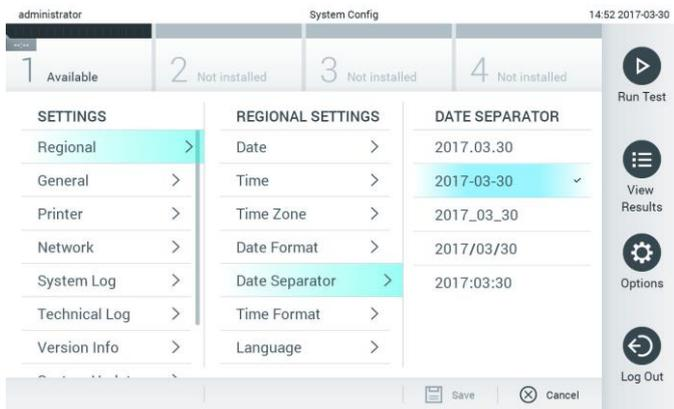 administrator System Config 14:52 2017-03-30
1 Available 2 Not installed 3 Not installed 4 Not installed
Run Test
SETTINGS REGIONAL SETTINGS DATE SEPARATOR
Regional Date 2017.03.30
General Time 2017-03-30
View
Results
Printer Time Zone 2017_03_30
Network Date Format 2017/03/30
System Log Date Separator 2017:03:30
Options
Technical Log Time Format
Version Info Language
Log Out
Save Cancel